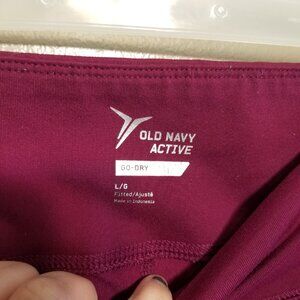 OLD NAVY
ACTIVE
GO-DRY
L/G
Fitted/Ajusté
Made in Indonesia